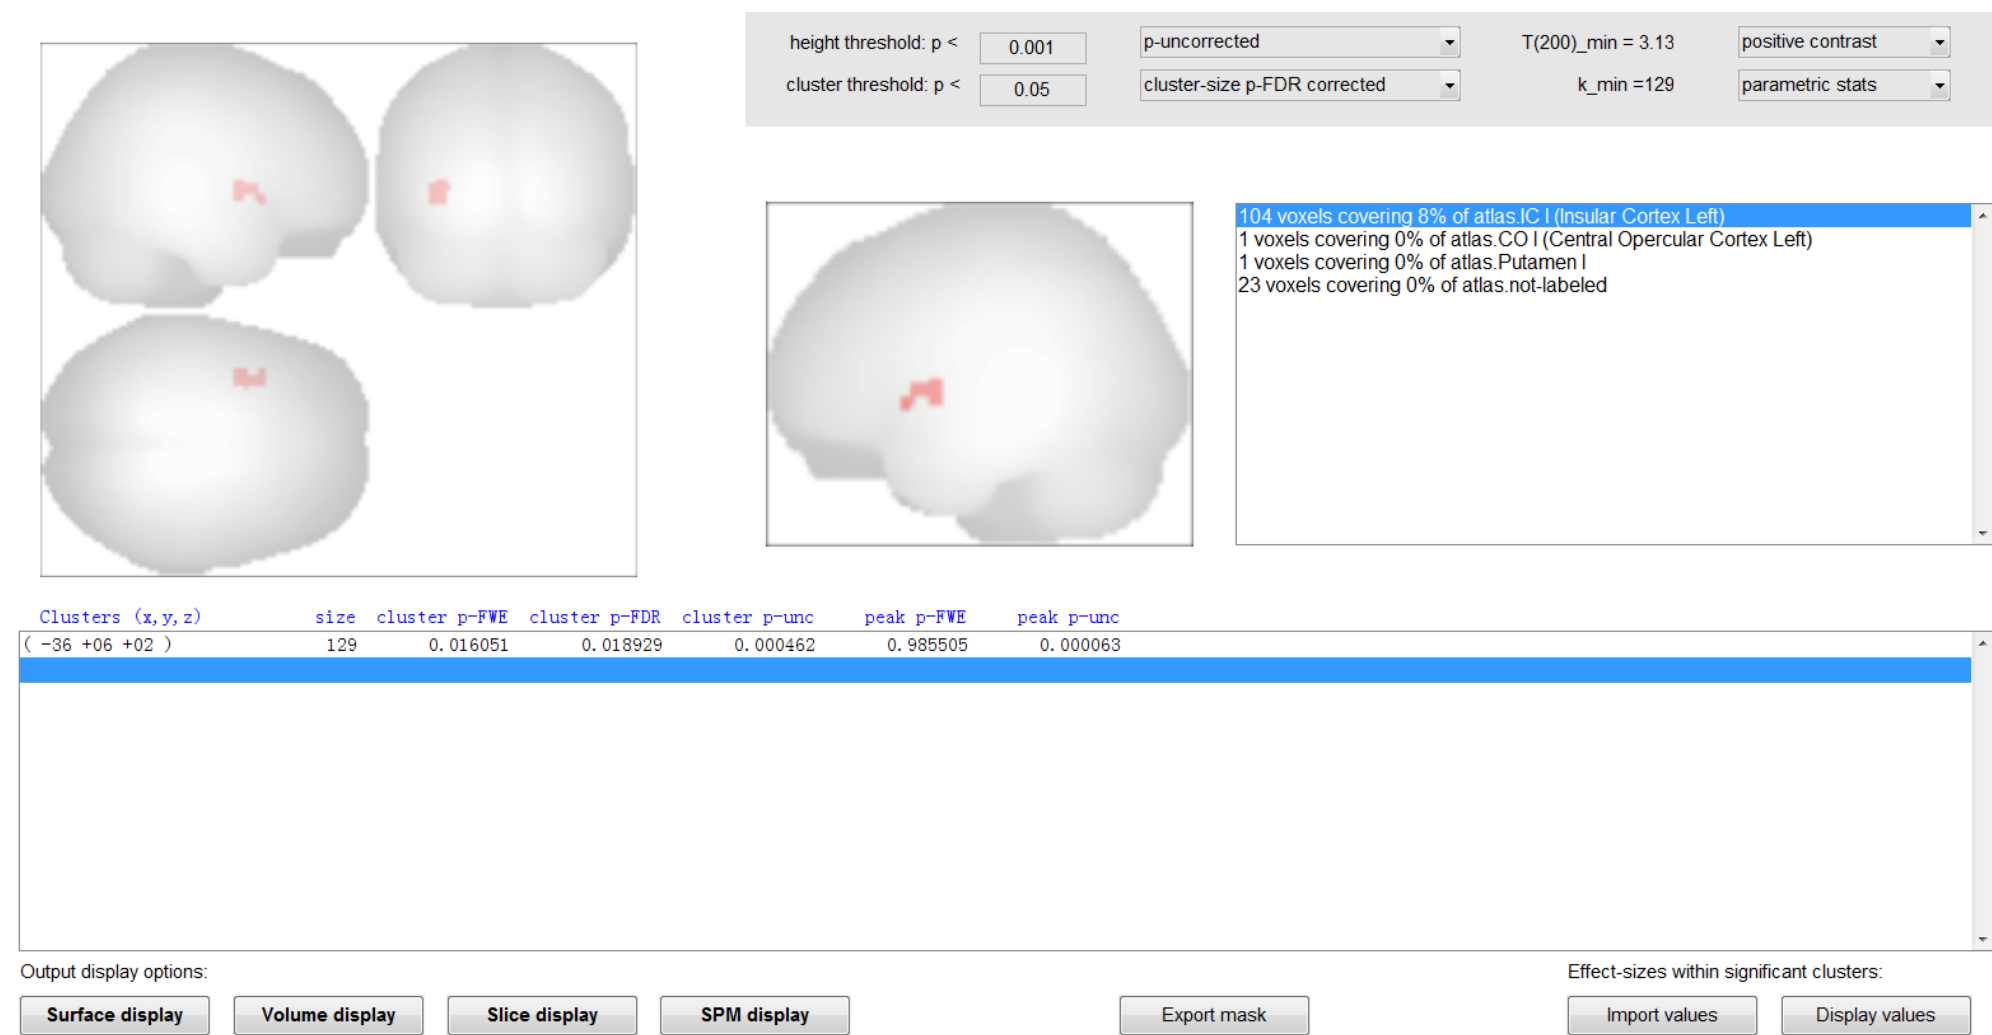 height threshold: p < 0.001 p-uncorrected T(200)_min = 3.13 positive contrast
cluster threshold: p < 0.05 cluster-size p-FDR corrected k_min =129 parametric stats
104 voxels covering 8% of atlas.IC l (Insular Cortex Left)
1 voxels covering 0% of atlas.CO l (Central Opercular Cortex Left)
1 voxels covering 0% of atlas.Putamen l
23 voxels covering 0% of atlas.not-labeled
Clusters (x,y,z) size cluster p-FWE cluster p-FDR cluster p-unc peak p-FWE peak p-unc
( -36 +06 +02 ) 129 0.016051 0.018929 0.000462 0.985505 0.000063
Output display options: Effect-sizes within significant clusters:
Surface display Volume display Slice display SPM display Export mask Import values Display values